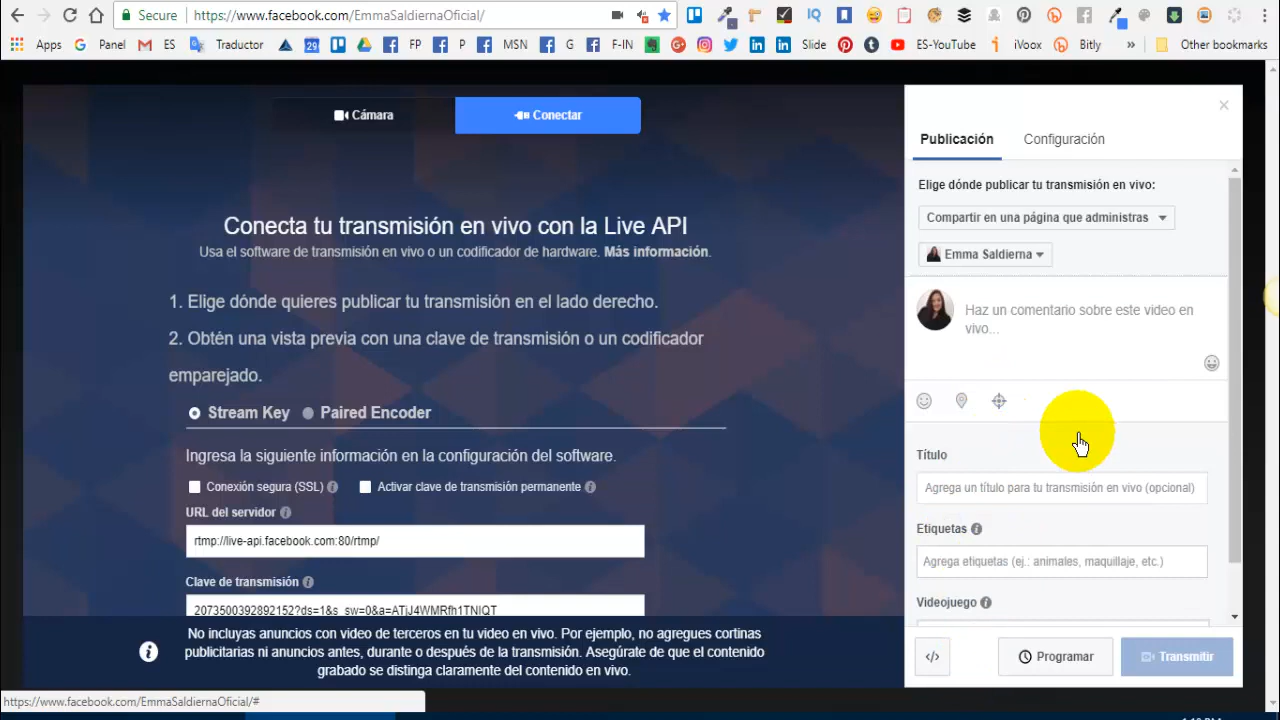 Secure
https://www.facebook.com/EmmaSaldiernaOficial/
Apps
Panel
ES
Traductor
29
FP
P
MSN
G
F-IN
Slide
ES-YouTube
iVoox
Bitly
»
Other bookmarks
Cámara
Conectar
Conecta tu transmisión en vivo con la Live API
Usa el software de transmisión en vivo o un codificador de hardware. Más información.
1. Elige dónde quieres publicar tu transmisión en el lado derecho.
2. Obtén una vista previa con una clave de transmisión o un codificador
emparejado.
Stream Key
Paired Encoder
Ingresa la siguiente información en la configuración del software.
Conexión segura (SSL)
Activar clave de transmisión permanente
URL del servidor
rtmp://live-api.facebook.com:80/rtmp/
Clave de transmisión
2073500392892152?ds=1&s_sw=0&a=ATjJ4WMRfh1TNIQT
No incluyas anuncios con video de terceros en tu video en vivo. Por ejemplo, no agregues cortinas
publicitarias ni anuncios antes, durante o después de la transmisión. Asegúrate de que el contenido
grabado se distinga claramente del contenido en vivo.
Publicación
Configuración
Elige dónde publicar tu transmisión en vivo:
Compartir en una página que administras
Emma Saldierna
Haz un comentario sobre este video en
vivo...
Título
Agrega un título para tu transmisión en vivo (opcional)
Etiquetas
Agrega etiquetas (ej.: animales, maquillaje, etc.)
Videojuego
</>
Programar
Transmitir
https://www.facebook.com/EmmaSaldiernaOficial/#